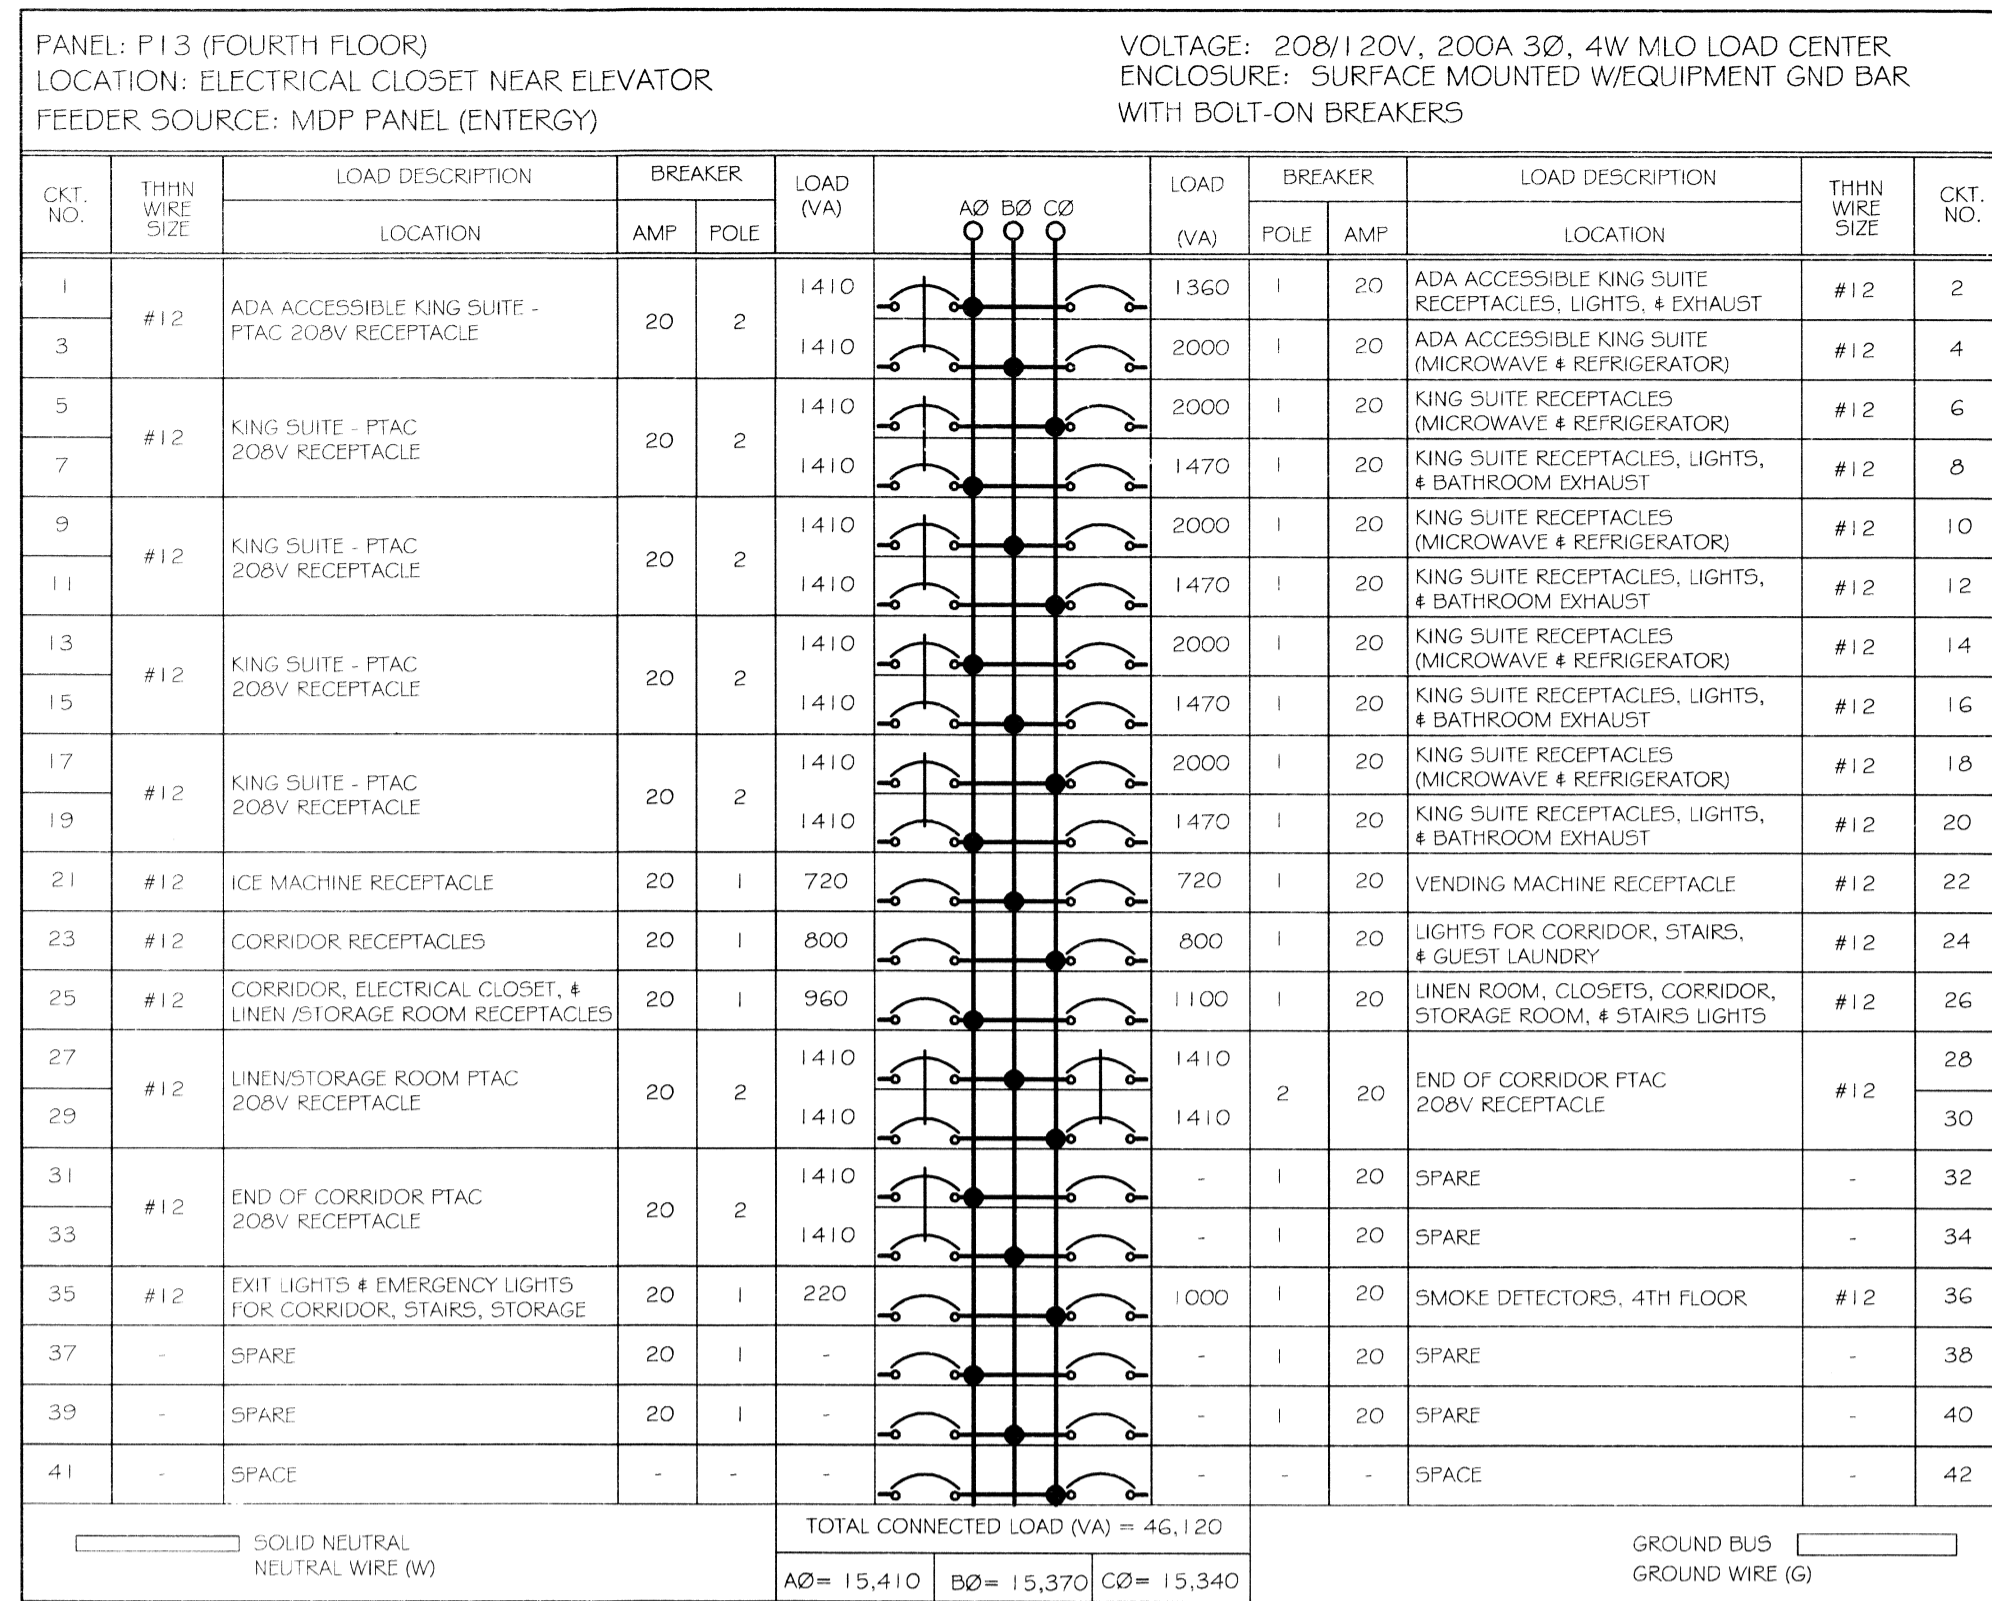 PANEL: P13 (FOURTH FLOOR)
LOCATION: ELECTRICAL CLOSET NEAR ELEVATOR
FEEDER SOURCE: MDP PANEL (ENTERGY)
VOLTAGE: 208/120V, 200A 3Ø, 4W MLO LOAD CENTER
ENCLOSURE: SURFACE MOUNTED W/EQUIPMENT GND BAR
WITH BOLT-ON BREAKERS
CKT. NO.
THHN WIRE SIZE
LOAD DESCRIPTION
LOCATION
BREAKER
AMP POLE
LOAD (VA)
AØ BØ CØ
LOAD (VA)
BREAKER
POLE AMP
LOAD DESCRIPTION
LOCATION
THHN WIRE SIZE
CKT. NO.
1 1410 1360 1 20 ADA ACCESSIBLE KING SUITE RECEPTACLES, LIGHTS, & EXHAUST #12 2
#12 ADA ACCESSIBLE KING SUITE - PTAC 208V RECEPTACLE 20 2
3 1410 2000 1 20 ADA ACCESSIBLE KING SUITE (MICROWAVE & REFRIGERATOR) #12 4
5 1410 2000 1 20 KING SUITE RECEPTACLES (MICROWAVE & REFRIGERATOR) #12 6
#12 KING SUITE - PTAC 208V RECEPTACLE 20 2
7 1410 1470 1 20 KING SUITE RECEPTACLES, LIGHTS, & BATHROOM EXHAUST #12 8
9 1410 2000 1 20 KING SUITE RECEPTACLES (MICROWAVE & REFRIGERATOR) #12 10
#12 KING SUITE - PTAC 208V RECEPTACLE 20 2
11 1410 1470 1 20 KING SUITE RECEPTACLES, LIGHTS, & BATHROOM EXHAUST #12 12
13 1410 2000 1 20 KING SUITE RECEPTACLES (MICROWAVE & REFRIGERATOR) #12 14
#12 KING SUITE - PTAC 208V RECEPTACLE 20 2
15 1410 1470 1 20 KING SUITE RECEPTACLES, LIGHTS, & BATHROOM EXHAUST #12 16
17 1410 2000 1 20 KING SUITE RECEPTACLES (MICROWAVE & REFRIGERATOR) #12 18
#12 KING SUITE - PTAC 208V RECEPTACLE 20 2
19 1410 1470 1 20 KING SUITE RECEPTACLES, LIGHTS, & BATHROOM EXHAUST #12 20
21 #12 ICE MACHINE RECEPTACLE 20 1 720 720 1 20 VENDING MACHINE RECEPTACLE #12 22
23 #12 CORRIDOR RECEPTACLES 20 1 800 800 1 20 LIGHTS FOR CORRIDOR, STAIRS, & GUEST LAUNDRY #12 24
25 #12 CORRIDOR, ELECTRICAL CLOSET, & LINEN /STORAGE ROOM RECEPTACLES 20 1 960 1100 1 20 LINEN ROOM, CLOSETS, CORRIDOR, STORAGE ROOM, & STAIRS LIGHTS #12 26
27 1410 1410 28
#12 LINEN/STORAGE ROOM PTAC 208V RECEPTACLE 20 2 2 20 END OF CORRIDOR PTAC 208V RECEPTACLE #12
29 1410 1410 30
31 1410 - 1 20 SPARE - 32
#12 END OF CORRIDOR PTAC 208V RECEPTACLE 20 2
33 1410 - 1 20 SPARE - 34
35 #12 EXIT LIGHTS & EMERGENCY LIGHTS FOR CORRIDOR, STAIRS, STORAGE 20 1 220 1000 1 20 SMOKE DETECTORS, 4TH FLOOR #12 36
37 - SPARE 20 1 - - 1 20 SPARE - 38
39 - SPARE 20 1 - - 1 20 SPARE - 40
41 - SPACE - - - - - - SPACE - 42
SOLID NEUTRAL
NEUTRAL WIRE (W)
TOTAL CONNECTED LOAD (VA) = 46,120
AØ= 15,410 BØ= 15,370 CØ= 15,340
GROUND BUS
GROUND WIRE (G)